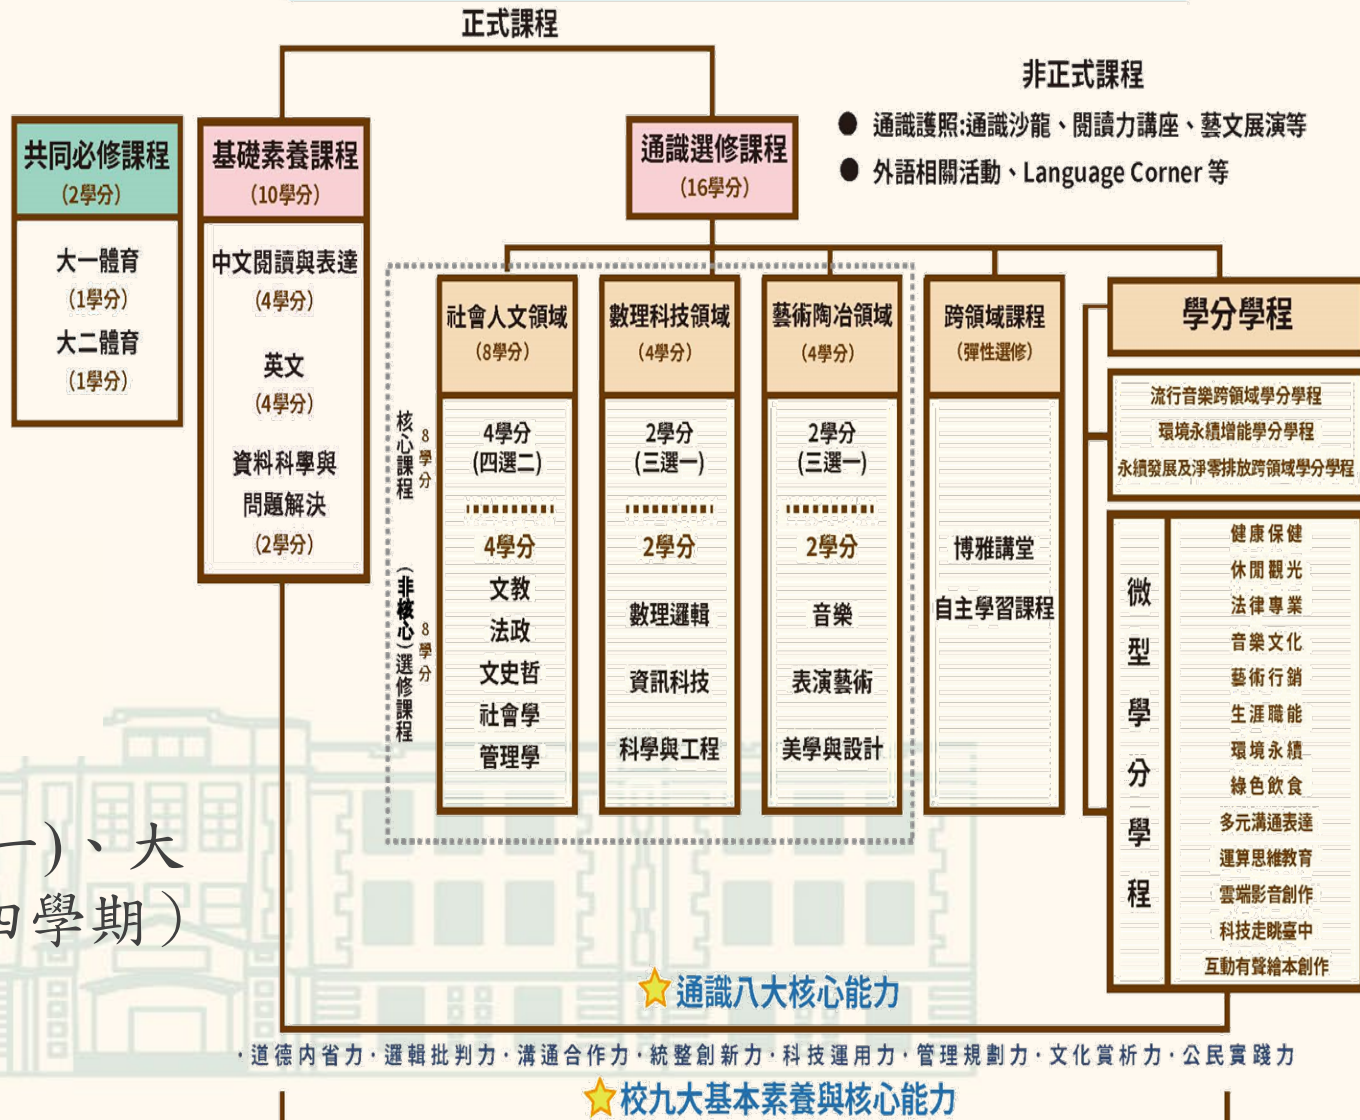 正式課程
非正式課程
● 通識護照:通識沙龍、閱讀力講座、藝文展演等
● 外語相關活動、Language Corner 等
共同必修課程
(2學分)
大一體育
(1學分)
大二體育
(1學分)
基礎素養課程
(10學分)
中文閱讀與表達
(4學分)
英文
(4學分)
資料科學與
問題解決
(2學分)
通識選修課程
(16學分)
核心課程
8學分
(非核心)選修課程
8學分
社會人文領域
(8學分)
4學分
(四選二)
4學分
文教
法政
文史哲
社會學
管理學
數理科技領域
(4學分)
2學分
(三選一)
2學分
數理邏輯
資訊科技
科學與工程
藝術陶冶領域
(4學分)
2學分
(三選一)
2學分
音樂
表演藝術
美學與設計
跨領域課程
(彈性選修)
博雅講堂
自主學習課程
學分學程
流行音樂跨領域學分學程
環境永續增能學分學程
永續發展及淨零排放跨領域學分學程
微型學分學程
健康保健
休閒觀光
法律專業
音樂文化
藝術行銷
生涯職能
環境永續
綠色飲食
多元溝通表達
運算思維教育
雲端影音創作
科技走眺臺中
互動有聲繪本創作
一)、大
四學期)
通識八大核心能力
·道德內省力·邏輯批判力·溝通合作力·統整創新力·科技運用力·管理規劃力·文化賞析力·公民實踐力
校九大基本素養與核心能力